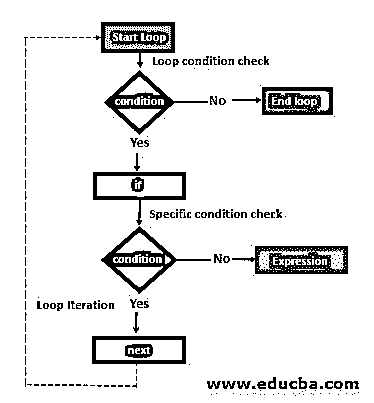 Start Loop
Loop condition check
condition
No
End loop
Yes
if
Specific condition check
condition
No
Expression
Loop Iteration
Yes
next
www.educba.com